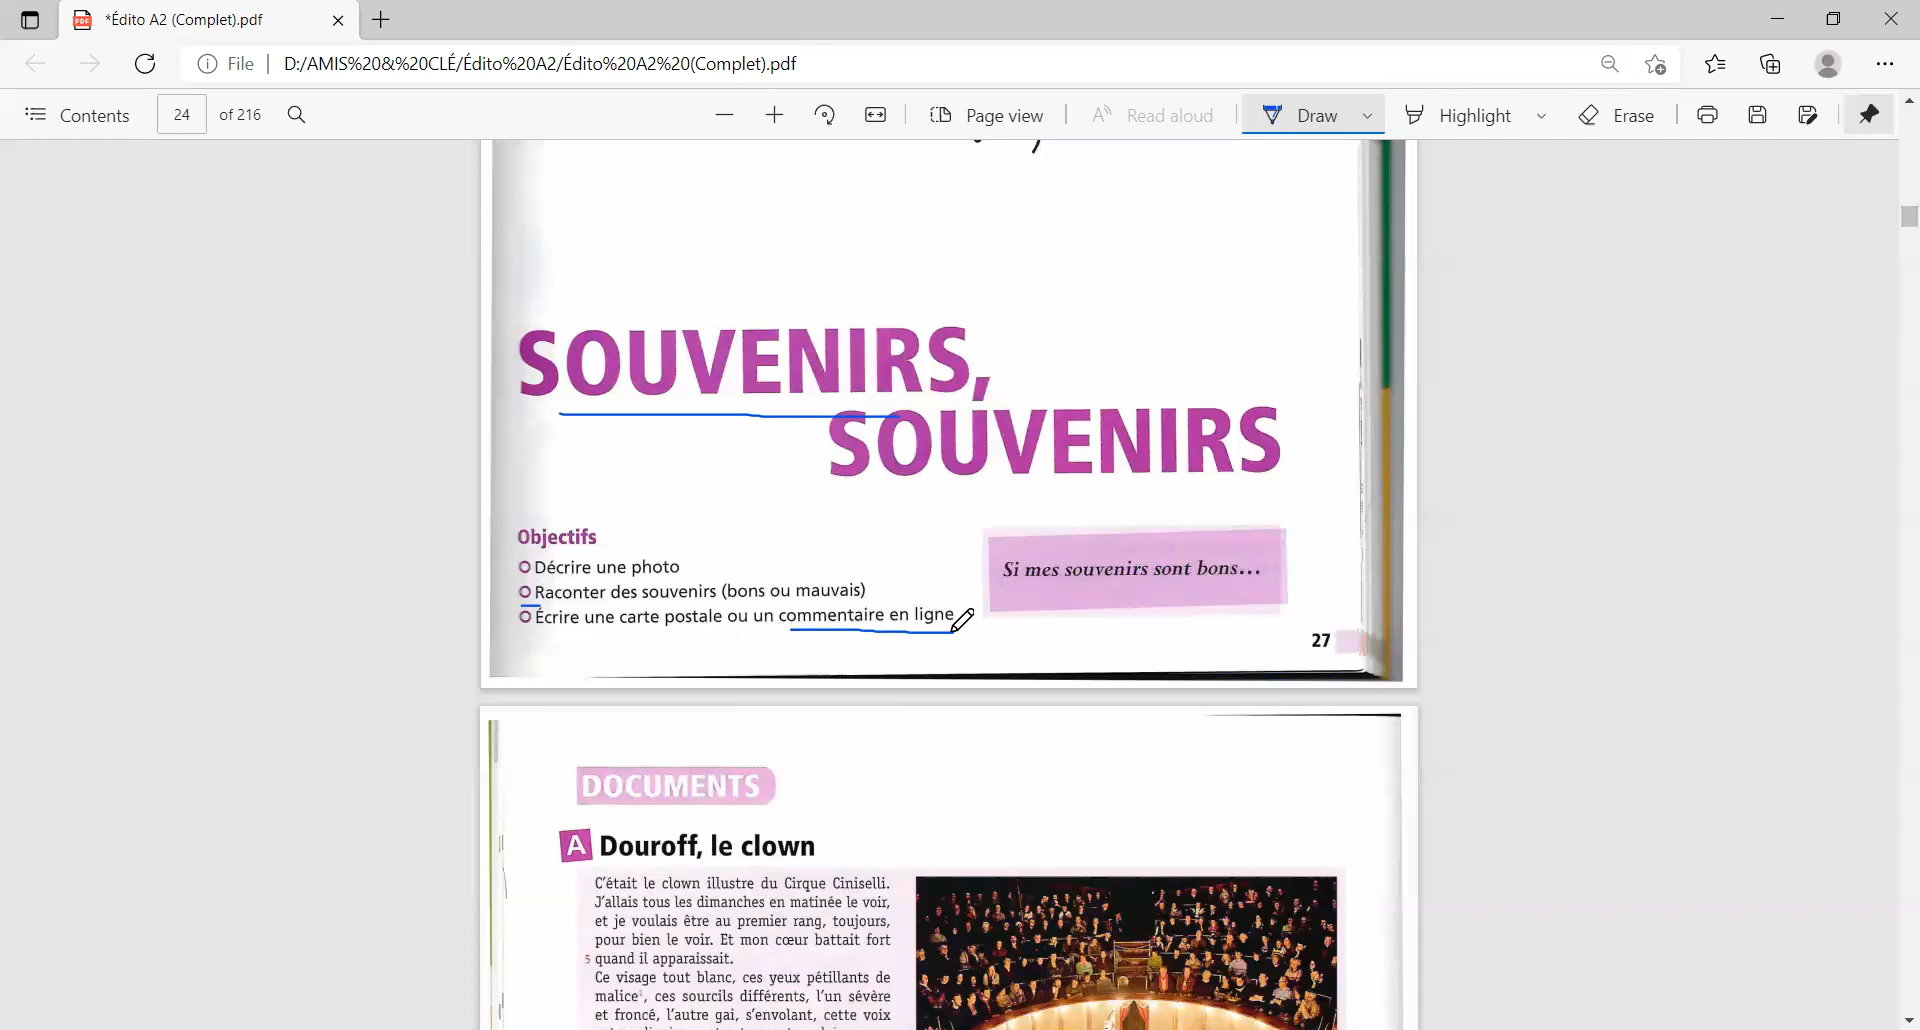 *Édito A2 (Complet).pdf
File
D:/AMIS%20&%20CLÉ/Édito%20A2/Édito%20A2%20(Complet).pdf
Contents
24
of 216
Page view
Read aloud
Draw
Highlight
Erase
SOUVENIRS,
SOUVENIRS
Objectifs
Décrire une photo
Raconter des souvenirs (bons ou mauvais)
Écrire une carte postale ou un commentaire en ligne
Si mes souvenirs sont bons...
27
DOCUMENTS
A Douroff, le clown
C'était le clown illustre du Cirque Ciniselli.
J'allais tous les dimanches en matinée le voir,
et je voulais être au premier rang, toujours,
pour bien le voir. Et mon cœur battait fort
5 quand il apparaissait.
Ce visage tout blanc, ces yeux pétillants de
malice¹, ces sourcils différents, l'un sévère
et froncé, l'autre gai, s'envolant, cette voix